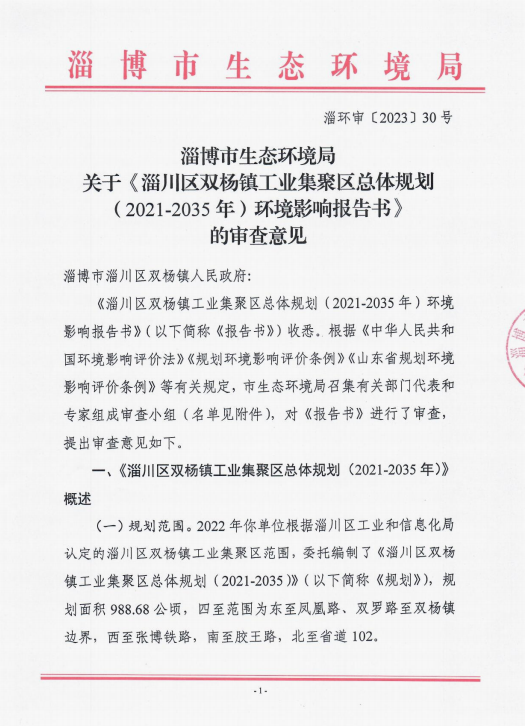 淄博市生态环境局
淄环审〔2023〕30号
淄博市生态环境局
关于《淄川区双杨镇工业集聚区总体规划
（2021-2035年）环境影响报告书》
的审查意见
淄博市淄川区双杨镇人民政府：
《淄川区双杨镇工业集聚区总体规划（2021-2035年）环境
影响报告书》（以下简称《报告书》）收悉。根据《中华人民共和
国环境影响评价法》《规划环境影响评价条例》《山东省规划环境
影响评价条例》等有关规定，市生态环境局召集有关部门代表和
专家组成审查小组（名单见附件），对《报告书》进行了审查，
提出审查意见如下。
一、《淄川区双杨镇工业集聚区总体规划（2021-2035年）》
概述
（一）规划范围。2022年你单位根据淄川区工业和信息化局
认定的淄川区双杨镇工业集聚区范围，委托编制了《淄川区双杨
镇工业集聚区总体规划（2021-2035）》（以下简称《规划》），规
划面积988.68公顷，四至范围为东至凤凰路、双罗路至双杨镇
边界，西至张博铁路，南至胶王路，北至省道102。
-1-